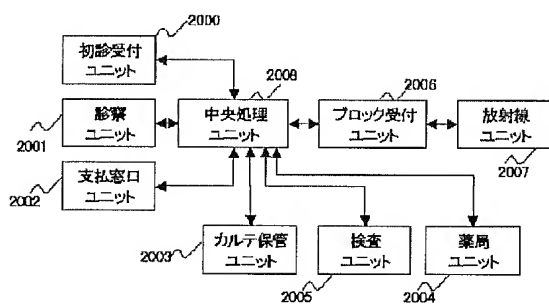 2000
初診受付
ユニット
2008
2006
診察
ユニット
中央処理
ユニット
ブロック受付
ユニット
放射線
ユニット
2001
2007
支払窓口
ユニット
2002
カルテ保管
ユニット
検査
ユニット
薬局
ユニット
2003
2005
2004